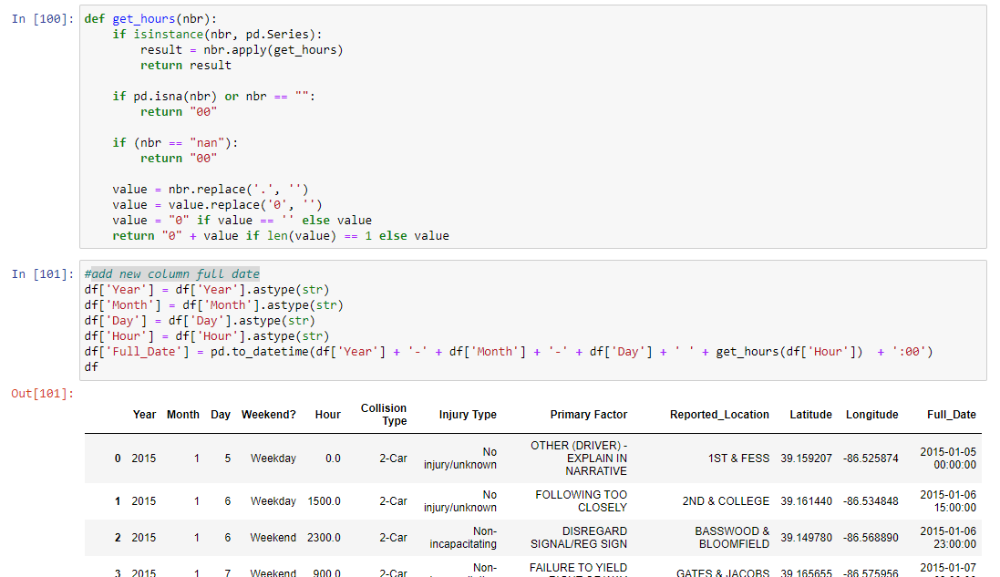 In [100]:
def get_hours(nbr):
    if isinstance(nbr, pd.Series):
        result = nbr.apply(get_hours)
        return result

    if pd.isna(nbr) or nbr == "":
        return "00"

    if (nbr == "nan"):
        return "00"

    value = nbr.replace('.', '')
    value = value.replace('0', '')
    value = "0" if value == '' else value
    return "0" + value if len(value) == 1 else value
In [101]:
#add new column full date
df['Year'] = df['Year'].astype(str)
df['Month'] = df['Month'].astype(str)
df['Day'] = df['Day'].astype(str)
df['Hour'] = df['Hour'].astype(str)
df['Full_Date'] = pd.to_datetime(df['Year'] + '-' + df['Month'] + '-' + df['Day'] + ' ' + get_hours(df['Hour'])  + ':00')
df
Out[101]:
Year Month Day Weekend? Hour Collision Type Injury Type Primary Factor Reported_Location Latitude Longitude Full_Date
0 2015 1 5 Weekday 0.0 2-Car No injury/unknown OTHER (DRIVER) - EXPLAIN IN NARRATIVE 1ST & FESS 39.159207 -86.525874 2015-01-05 00:00:00
1 2015 1 6 Weekday 1500.0 2-Car No injury/unknown FOLLOWING TOO CLOSELY 2ND & COLLEGE 39.161440 -86.534848 2015-01-06 15:00:00
2 2015 1 6 Weekend 2300.0 2-Car Non-incapacitating DISREGARD SIGNAL/REG SIGN BASSWOOD & BLOOMFIELD 39.149780 -86.568890 2015-01-06 23:00:00
3 2015 1 7 Weekend 900.0 2-Car Non- FAILURE TO YIELD GATES & JACOBS 39.165655 -86.575956 2015-01-07